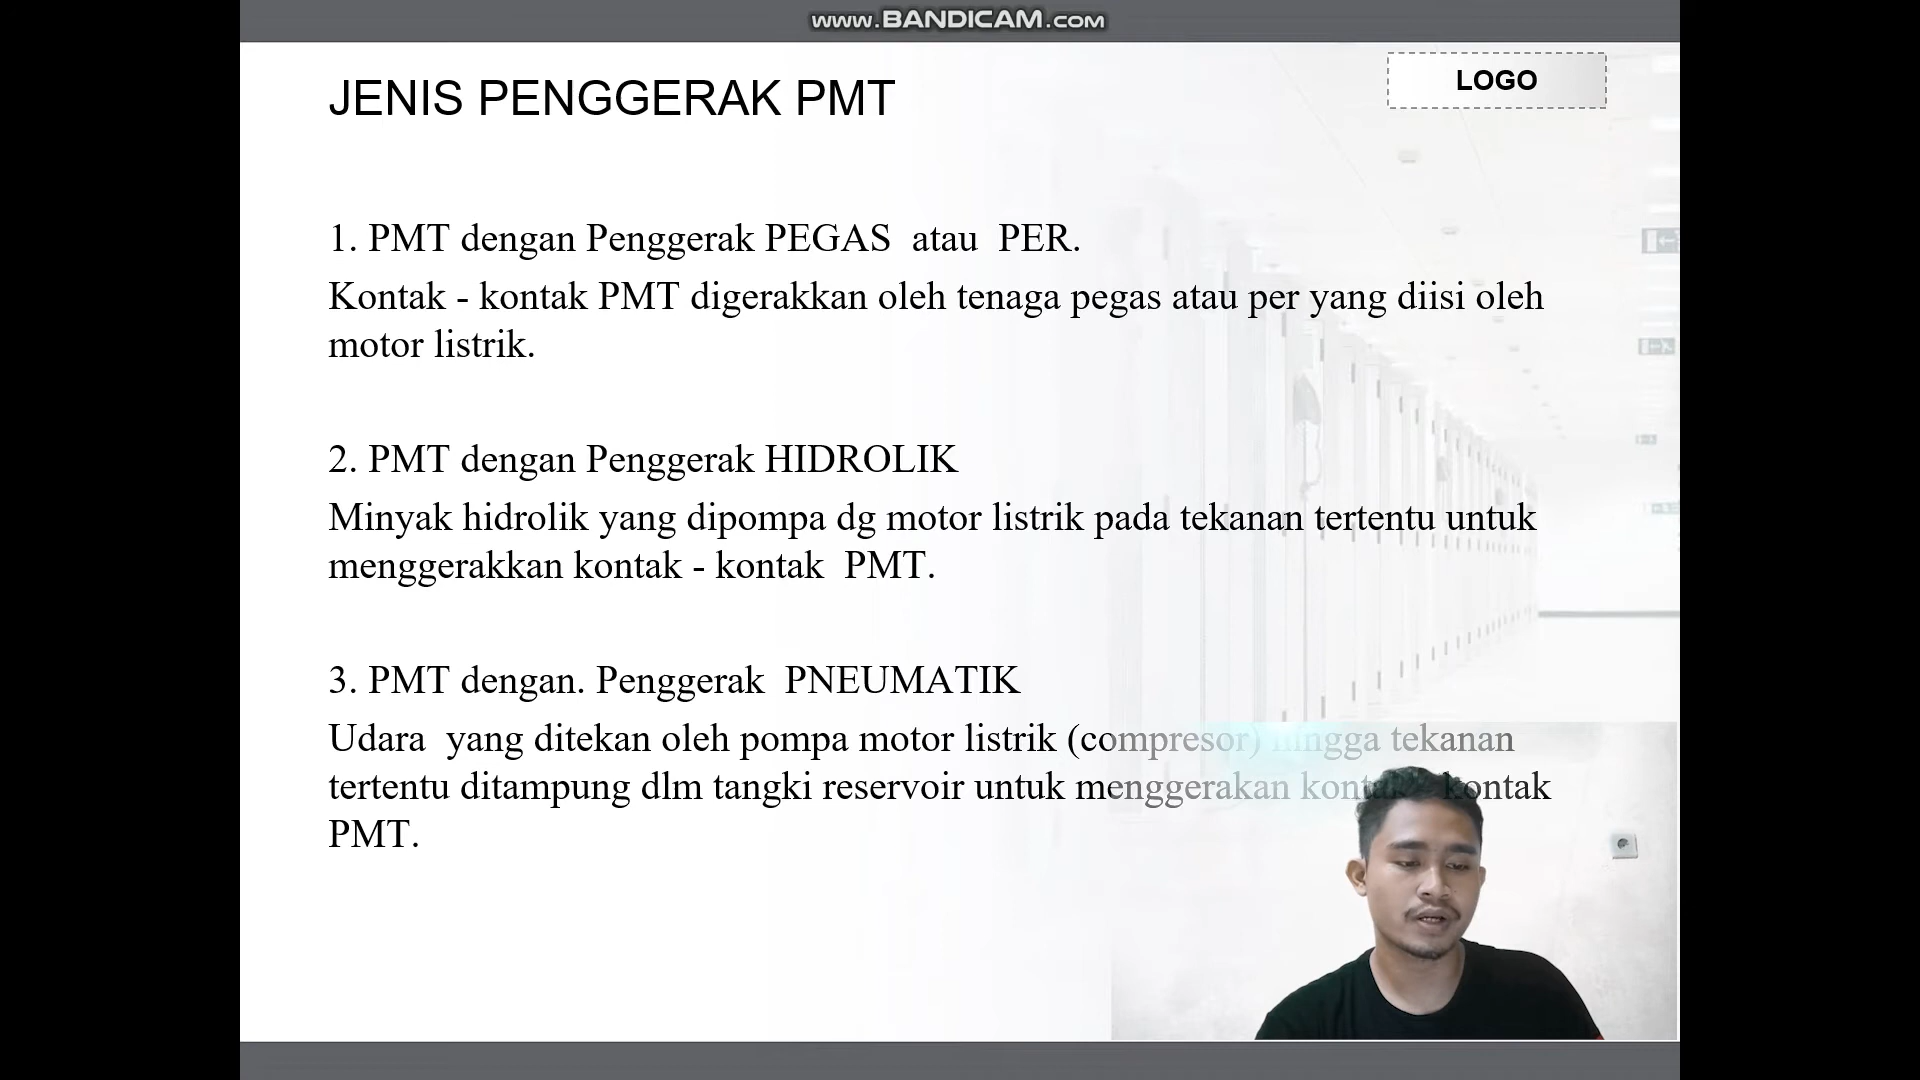 www.BANDICAM.com
JENIS PENGGERAK PMT
LOGO
1. PMT dengan Penggerak PEGAS atau PER.
Kontak - kontak PMT digerakkan oleh tenaga pegas atau per yang diisi oleh
motor listrik.
2. PMT dengan Penggerak HIDROLIK
Minyak hidrolik yang dipompa dg motor listrik pada tekanan tertentu untuk
menggerakkan kontak - kontak PMT.
3. PMT dengan. Penggerak PNEUMATIK
Udara yang ditekan oleh pompa motor listrik (compresor) hingga tekanan
tertentu ditampung dlm tangki reservoir untuk menggerakan kontak - kontak
PMT.